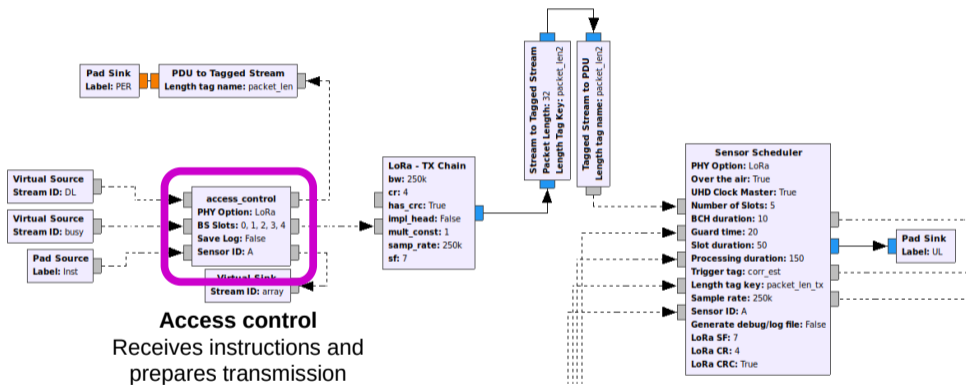 Pad Sink
Label: PER
PDU to Tagged Stream
Length tag name: packet_len
Virtual Source
Stream ID: DL
Virtual Source
Stream ID: busy
Pad Source
Label: Inst
access_control
PHY Option: LoRa
BS Slots: 0, 1, 2, 3, 4
Save Log: False
Sensor ID: A
Virtual Sink
Stream ID: array
Access control
Receives instructions and
prepares transmission
LoRa - TX Chain
bw: 250k
cr: 4
has_crc: True
impl_head: False
mult_const: 1
samp_rate: 250k
sf: 7
Stream to Tagged Stream
Packet Length: 32
Length Tag Key: packet_len2
Tagged Stream to PDU
Length tag name: packet_len2
Sensor Scheduler
PHY Option: LoRa
Over the air: True
UHD Clock Master: True
Number of Slots: 5
BCH duration: 10
Guard time: 20
Slot duration: 50
Processing duration: 150
Trigger tag: corr_est
Length tag key: packet_len_tx
Sample rate: 250k
Sensor ID: A
Generate debug/log file: False
LoRa SF: 7
LoRa CR: 4
LoRa CRC: True
Pad Sink
Label: UL